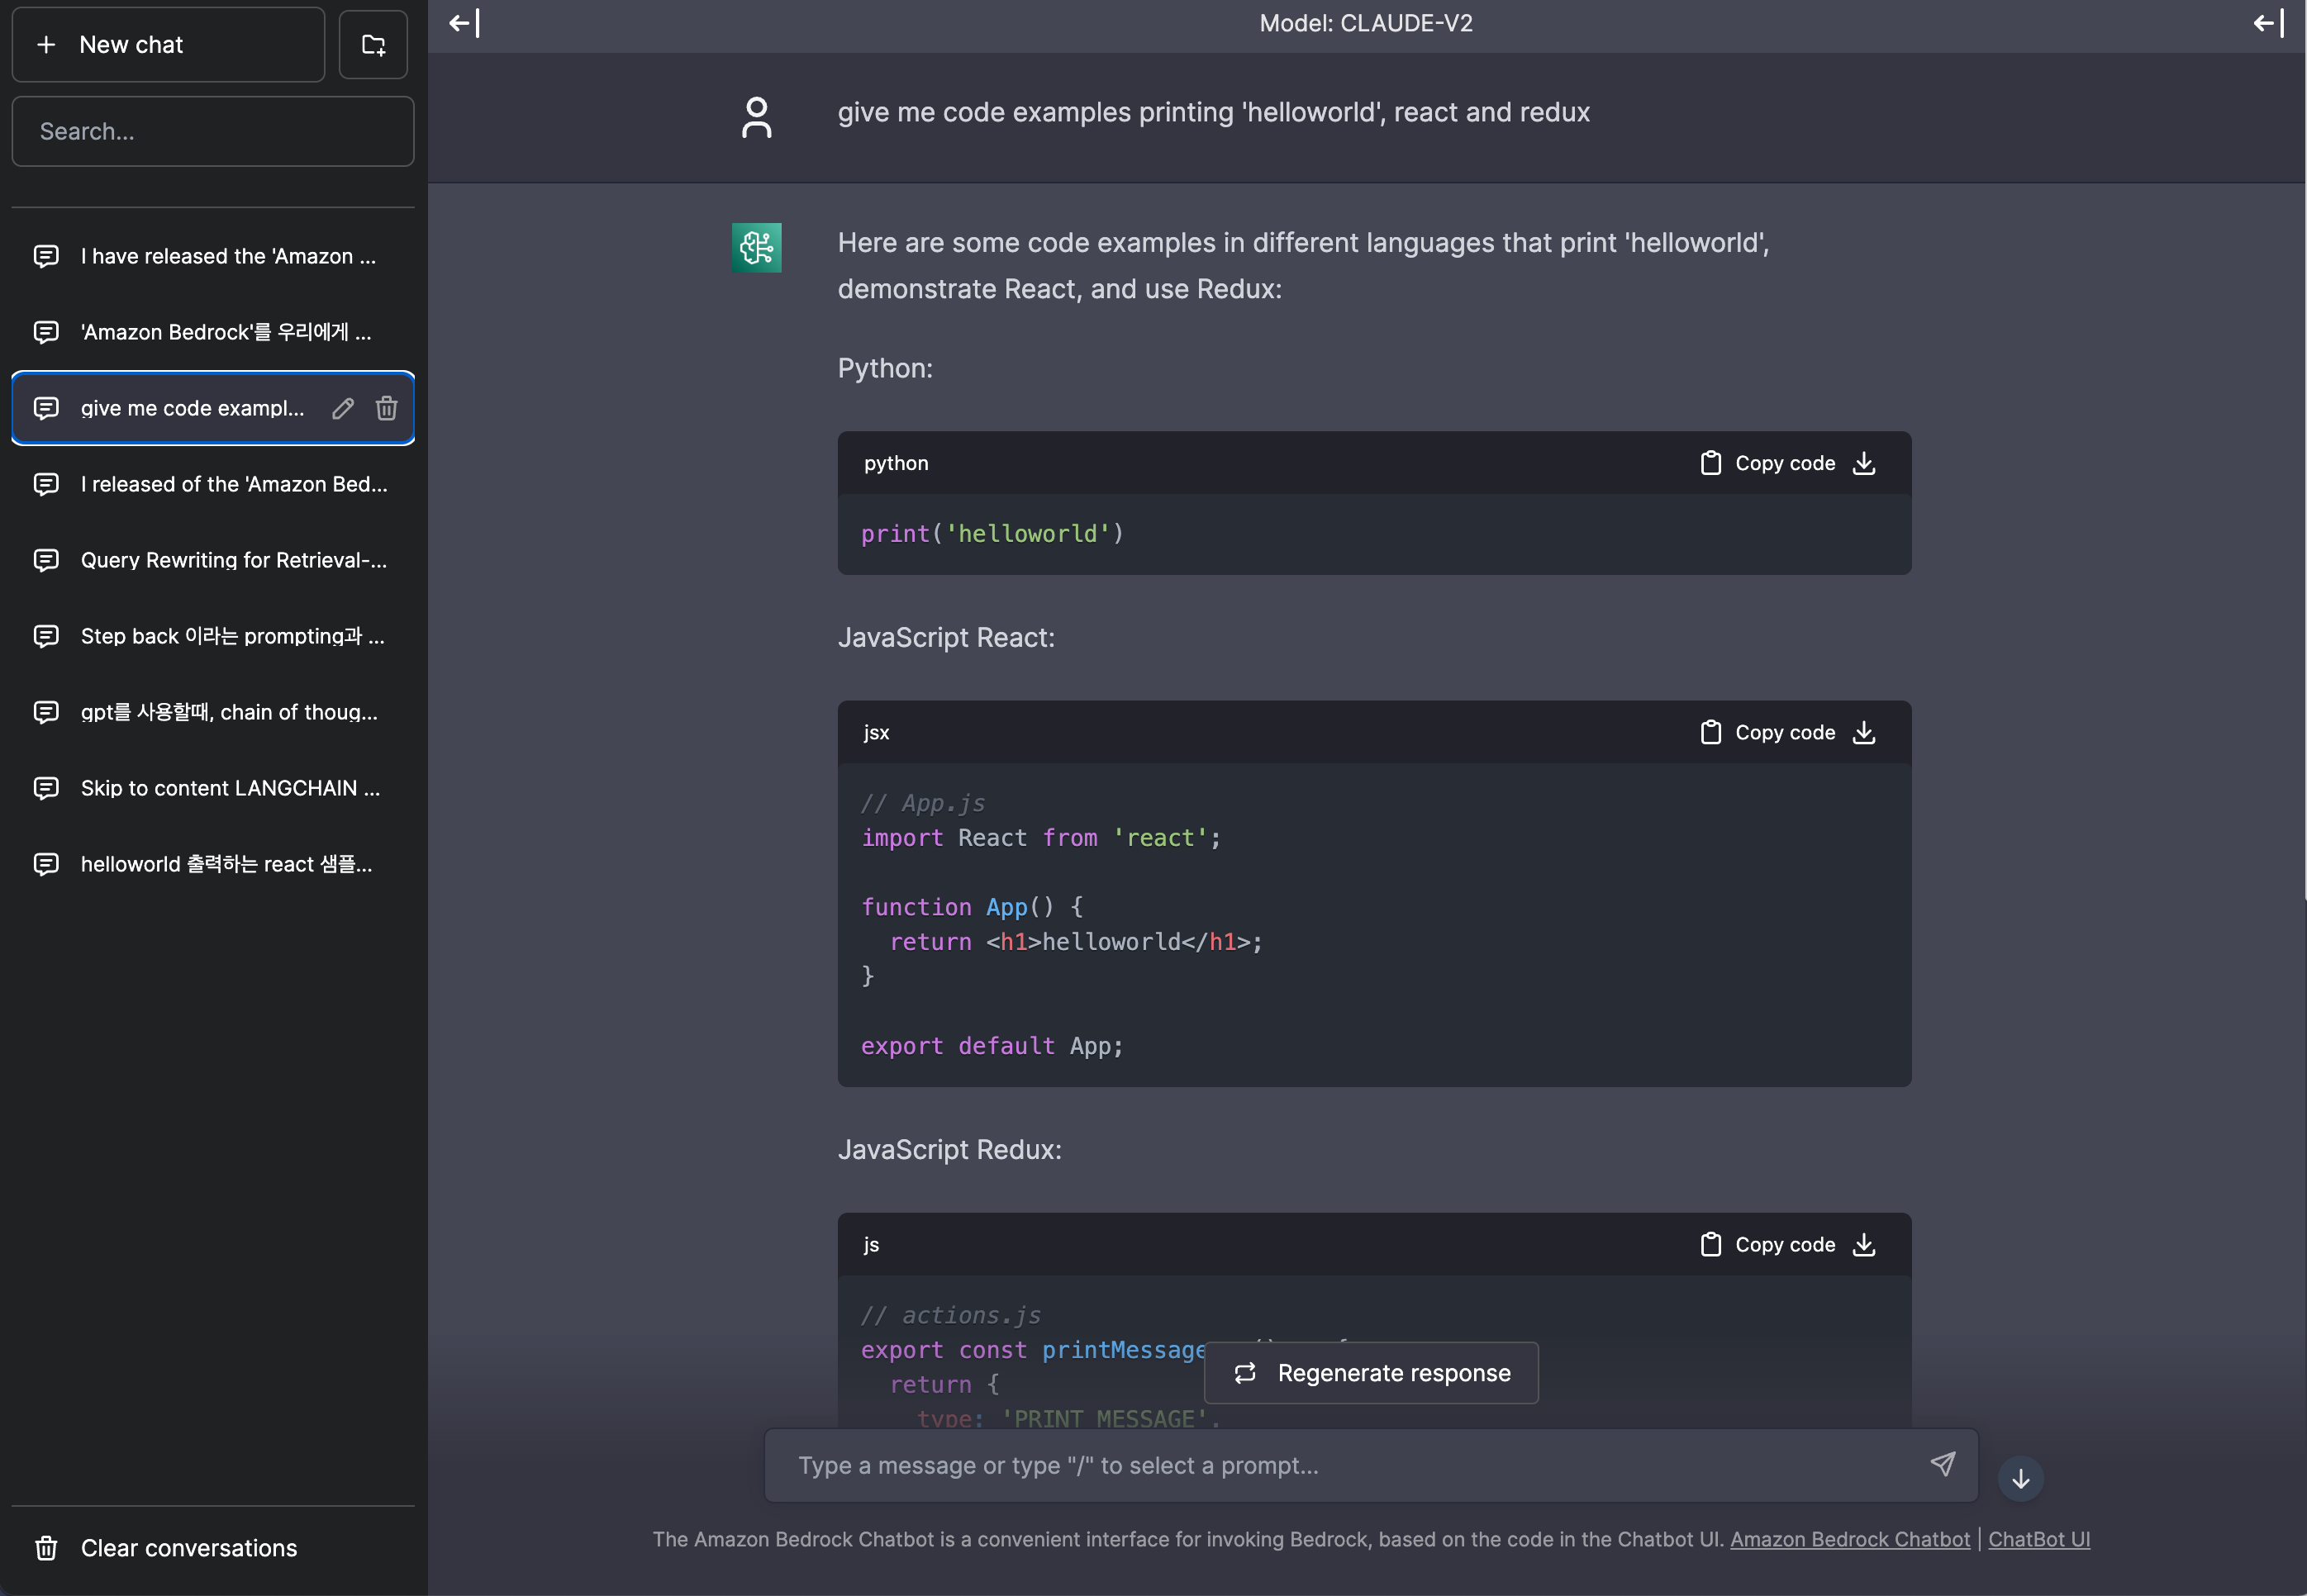 New chat
Search...
I have released the 'Amazon ...
'Amazon Bedrock'를 우리에게 ...
give me code exampl...
I released of the 'Amazon Bed...
Query Rewriting for Retrieval-...
Step back 이라는 prompting과 ...
gpt를 사용할때, chain of thoug...
Skip to content LANGCHAIN ...
helloworld 출력하는 react 샘플...
Clear conversations
Model: CLAUDE-V2
give me code examples printing 'helloworld', react and redux
Here are some code examples in different languages that print 'helloworld',
demonstrate React, and use Redux:
Python:
python Copy code
print('helloworld')
JavaScript React:
jsx Copy code
// App.js
import React from 'react';
function App() {
return <h1>helloworld</h1>;
}
export default App;
JavaScript Redux:
js Copy code
// actions.js
export const printMessage
return {
type: 'PRINT_MESSAGE',
Regenerate response
Type a message or type "/" to select a prompt...
The Amazon Bedrock Chatbot is a convenient interface for invoking Bedrock, based on the code in the Chatbot UI. Amazon Bedrock Chatbot | ChatBot UI